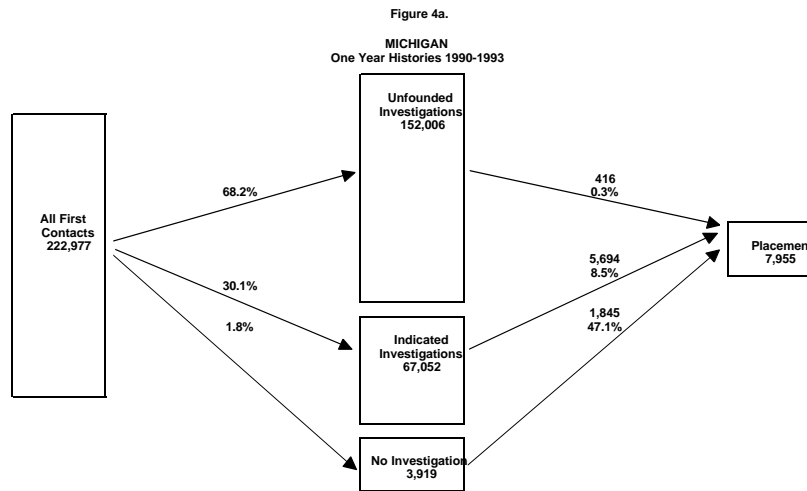 Figure 4a.
MICHIGAN
One Year Histories 1990-1993
Unfounded
Investigations
152,006
68.2%
416
0.3%
All First
Contacts
222,977
Placemen
7,955
5,694
8.5%
30.1%
1.8%
1,845
47.1%
Indicated
Investigations
67,052
No Investigation
3,919